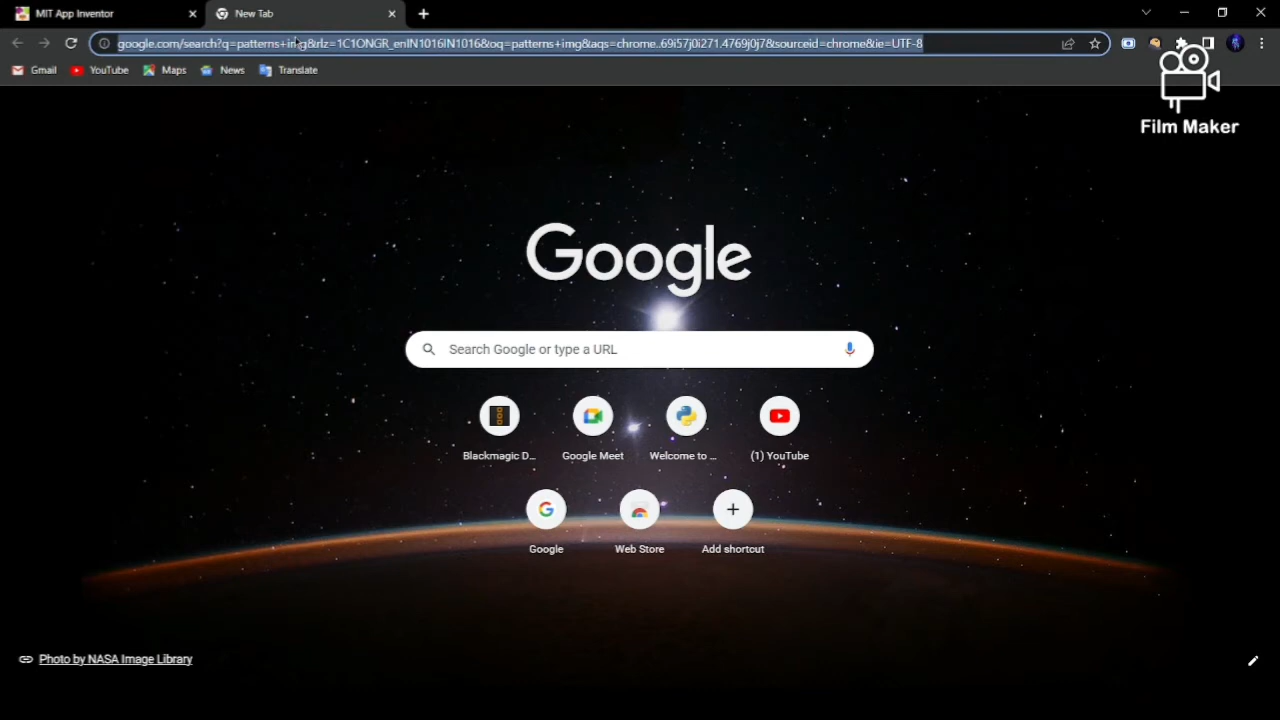 MIT App Inventor
New Tab
google.com/search?q=patterns+img&rlz=1C1ONGR_enIN1016IN1016&oq=patterns+img&aqs=chrome..69i57j0i271.4769j0j7&sourceid=chrome&ie=UTF-8
Gmail
YouTube
Maps
News
Translate
Film Maker
Google
Search Google or type a URL
Blackmagic D...
Google Meet
Welcome to ...
(1) YouTube
Google
Web Store
Add shortcut
Photo by NASA Image Library